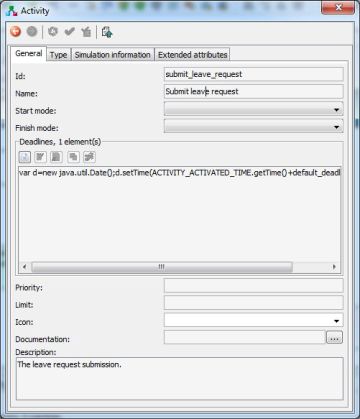 Activity
General Type Simulation information Extended attributes
Id: submit_leave_request
Name: Submit leave request
Start mode:
Finish mode:
Deadlines, 1 element(s)
var d=new java.util.Date();d.setTime(ACTIVITY_ACTIVATED_TIME.getTime()+default_deadl
Priority:
Limit:
Icon:
Documentation: ...
Description:
The leave request submission.